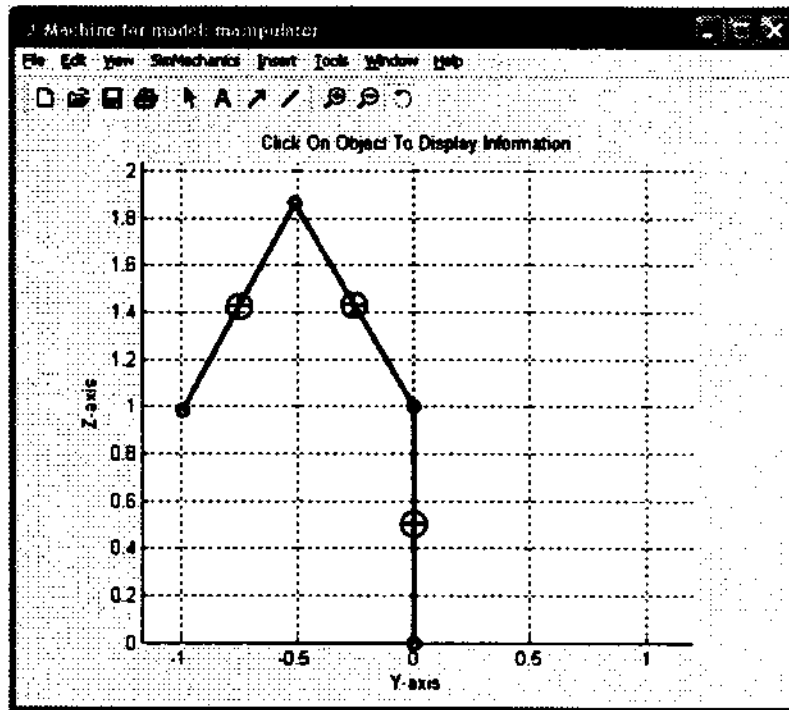 Machine for model: manipulator
File Edit View SimMechanics Insert Tools Window Help
A
Click On Object To Display Information
2
1.8
1.6
1.4
1.2
1
0.8
0.6
0.4
0.2
0
Z-axis
-1 -0.5 0 0.5 1
Y-axis